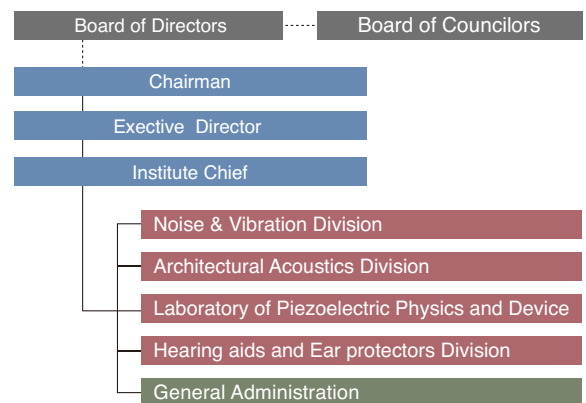 Board of Directors
Board of Councilors
Chairman
Exective Director
Institute Chief
Noise & Vibration Division
Architectural Acoustics Division
Laboratory of Piezoelectric Physics and Device
Hearing aids and Ear protectors Division
General Administration